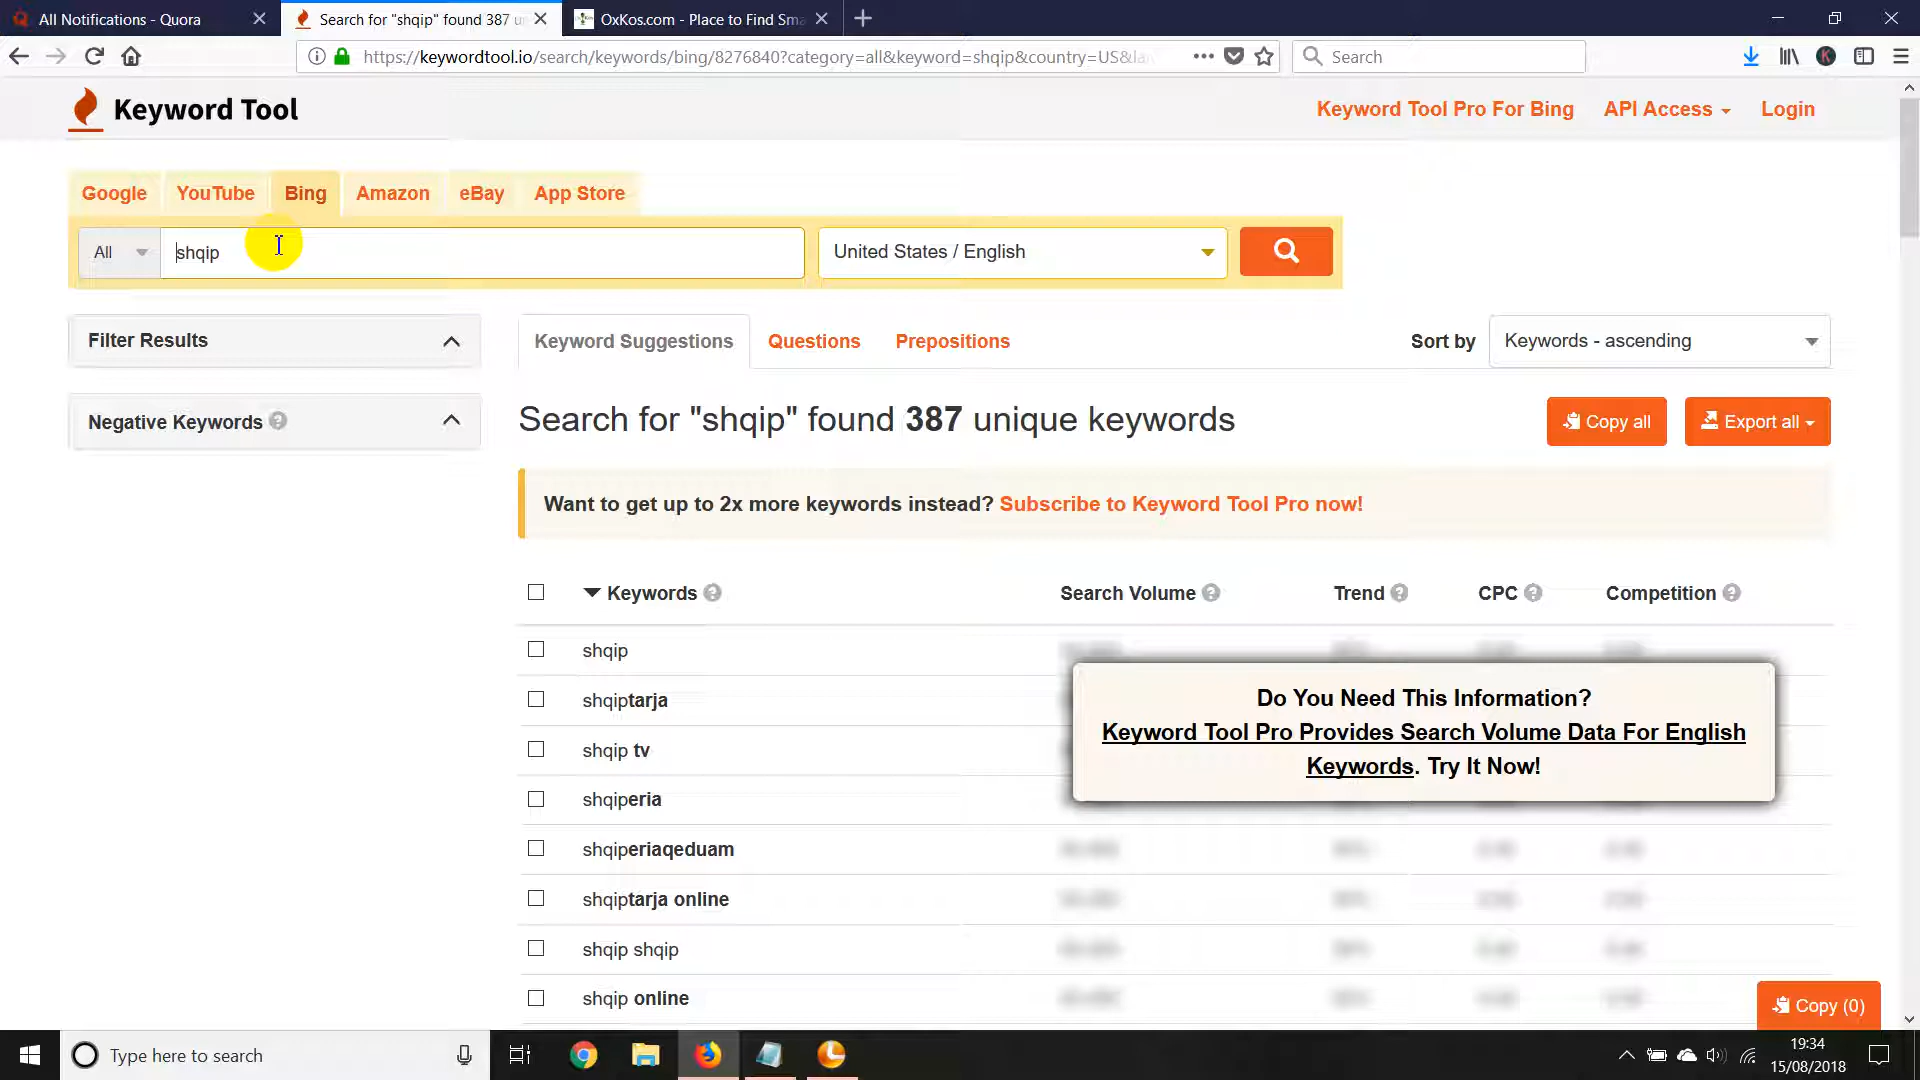 All Notifications - Quora
Search for "shqip" found 387 un
OxKos.com - Place to Find Sma
https://keywordtool.io/search/keywords/bing/8276840?category=all&keyword=shqip&country=US&la
Search
K
Keyword Tool
Keyword Tool Pro For Bing
API Access
Login
Google
YouTube
Bing
Amazon
eBay
App Store
All
shqip
United States / English
Filter Results
Keyword Suggestions
Questions
Prepositions
Sort by
Keywords - ascending
Negative Keywords ?
Search for "shqip" found 387 unique keywords
Copy all
Export all
Want to get up to 2x more keywords instead? Subscribe to Keyword Tool Pro now!
Keywords ?
Search Volume ?
Trend ?
CPC ?
Competition ?
shqip
shqiptarja
shqip tv
shqiperia
shqiperiaqeduam
shqiptarja online
shqip shqip
shqip online
Do You Need This Information?
Keyword Tool Pro Provides Search Volume Data For English
Keywords. Try It Now!
Copy (0)
Type here to search
19:34
15/08/2018